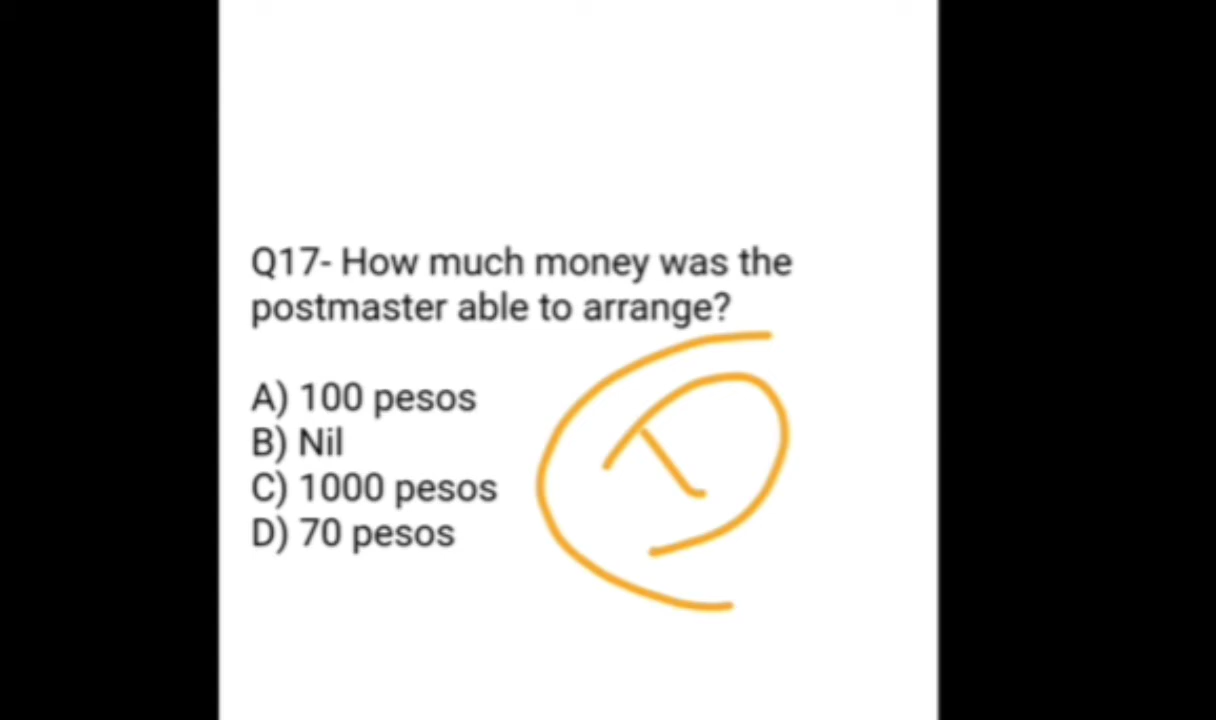 Q17- How much money was the
postmaster able to arrange?
A) 100 pesos
B) Nil
C) 1000 pesos
D) 70 pesos
D